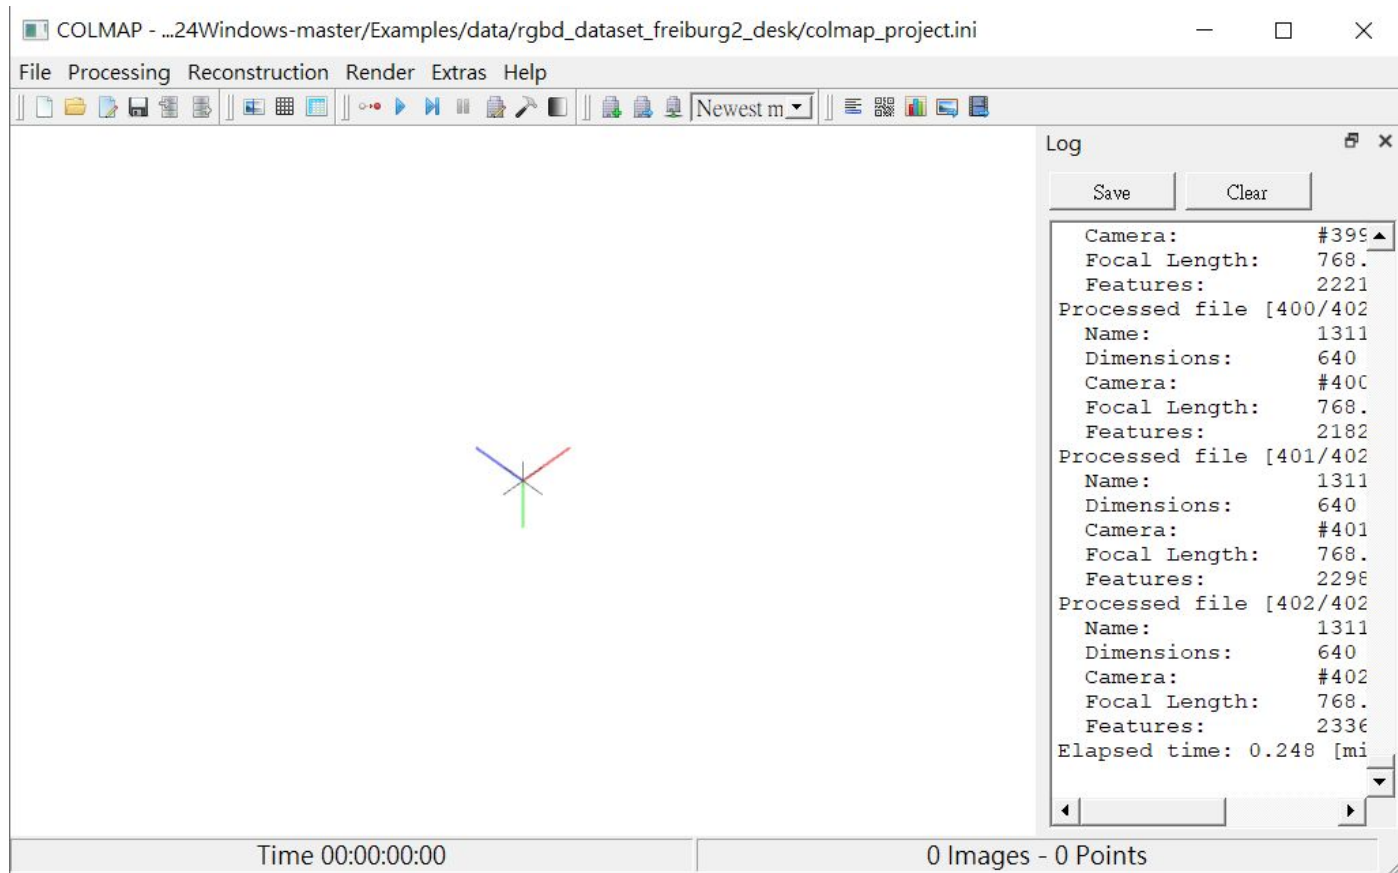 COLMAP - ...24Windows-master/Examples/data/rgbd_dataset_freiburg2_desk/colmap_project.ini
File Processing Reconstruction Render Extras Help
Newest m
Log
Save Clear
Camera: #399
Focal Length: 768.
Features: 2221
Processed file [400/402
Name: 1311
Dimensions: 640
Camera: #400
Focal Length: 768.
Features: 2182
Processed file [401/402
Name: 1311
Dimensions: 640
Camera: #401
Focal Length: 768.
Features: 2298
Processed file [402/402
Name: 1311
Dimensions: 640
Camera: #402
Focal Length: 768.
Features: 2336
Elapsed time: 0.248 [mi
Time 00:00:00:00 0 Images - 0 Points